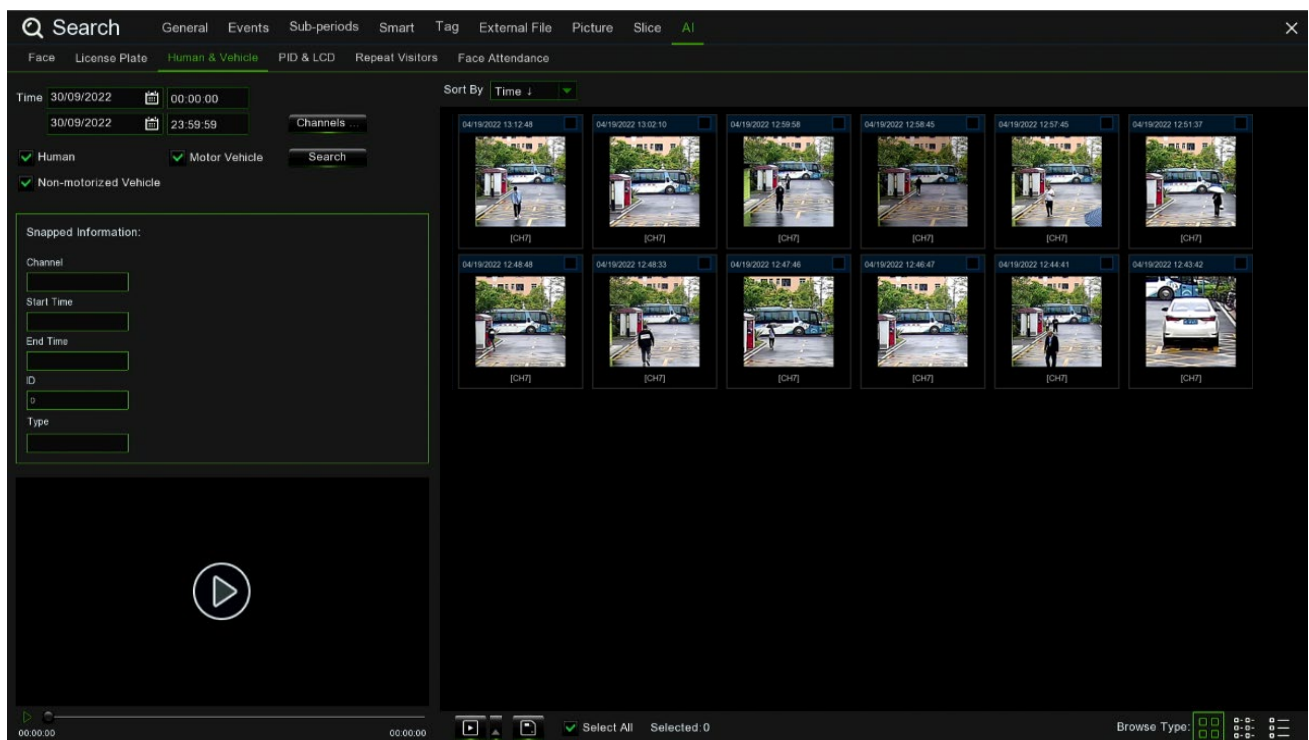 Search General Events Sub-periods Smart Tag External File Picture Slice AI
Face License Plate Human & Vehicle PID & LCD Repeat Visitors Face Attendance
Time 30/09/2022 00:00:00
30/09/2022 23:59:59 Channels ...
Human Motor Vehicle Search
Non-motorized Vehicle
Snapped Information:
Channel
Start Time
End Time
ID
0
Type
00:00:00 00:00:00
Sort By Time ↓
04/19/2022 13:12:48 04/19/2022 13:02:10 04/19/2022 12:59:58 04/19/2022 12:58:45 04/19/2022 12:57:45 04/19/2022 12:51:37
[CH7] [CH7] [CH7] [CH7] [CH7] [CH7]
04/19/2022 12:48:48 04/19/2022 12:48:33 04/19/2022 12:47:46 04/19/2022 12:46:47 04/19/2022 12:44:41 04/19/2022 12:43:42
[CH7] [CH7] [CH7] [CH7] [CH7] [CH7]
Select All Selected: 0 Browse Type: